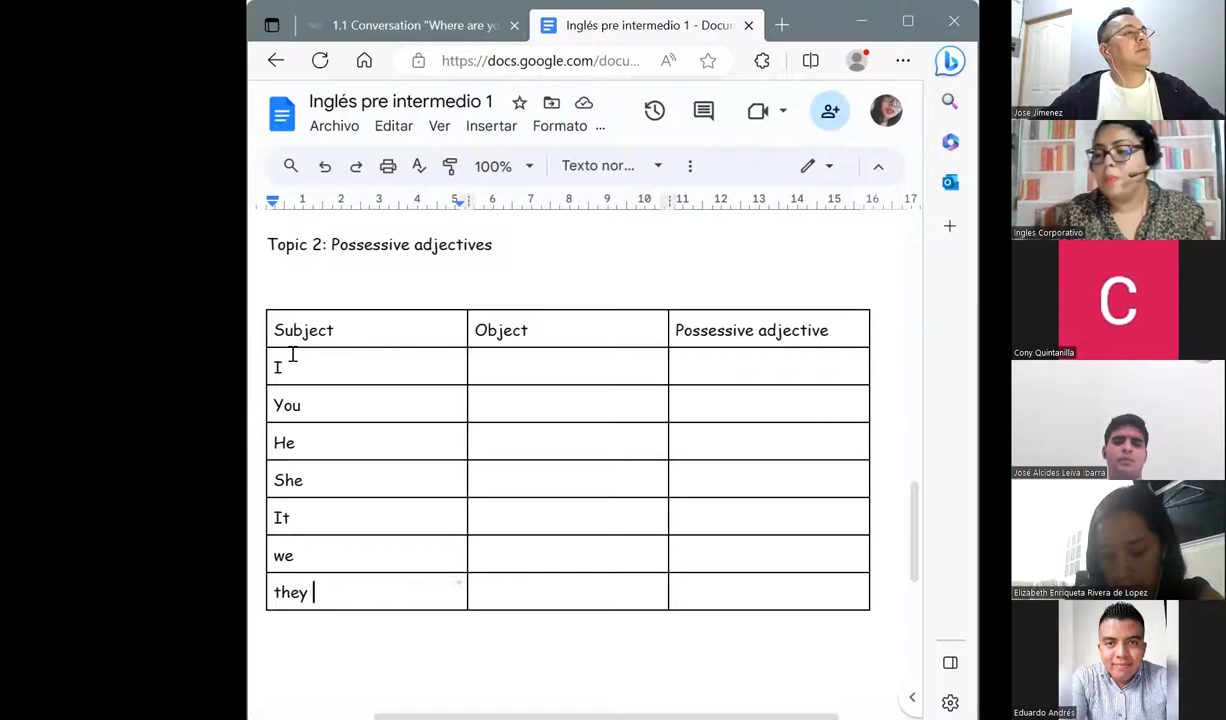 1.1 Conversation "Where are yo
Inglés pre intermedio 1 - Docun
https://docs.google.com/docu...
Inglés pre intermedio 1
Archivo Editar Ver Insertar Formato ...
100% Texto nor...
1 2 3 4 5 6 7 8 9 10 11 12 13 14 15 16 17
Topic 2: Possessive adjectives
Subject Object Possessive adjective
I
You
He
She
It
we
they
Jose Jimenez
Ingles Corporativo
C
Cony Quintanilla
José Alcides Leiva Ibarra
Elizabeth Enriqueta Rivera de Lopez
Eduardo Andrés